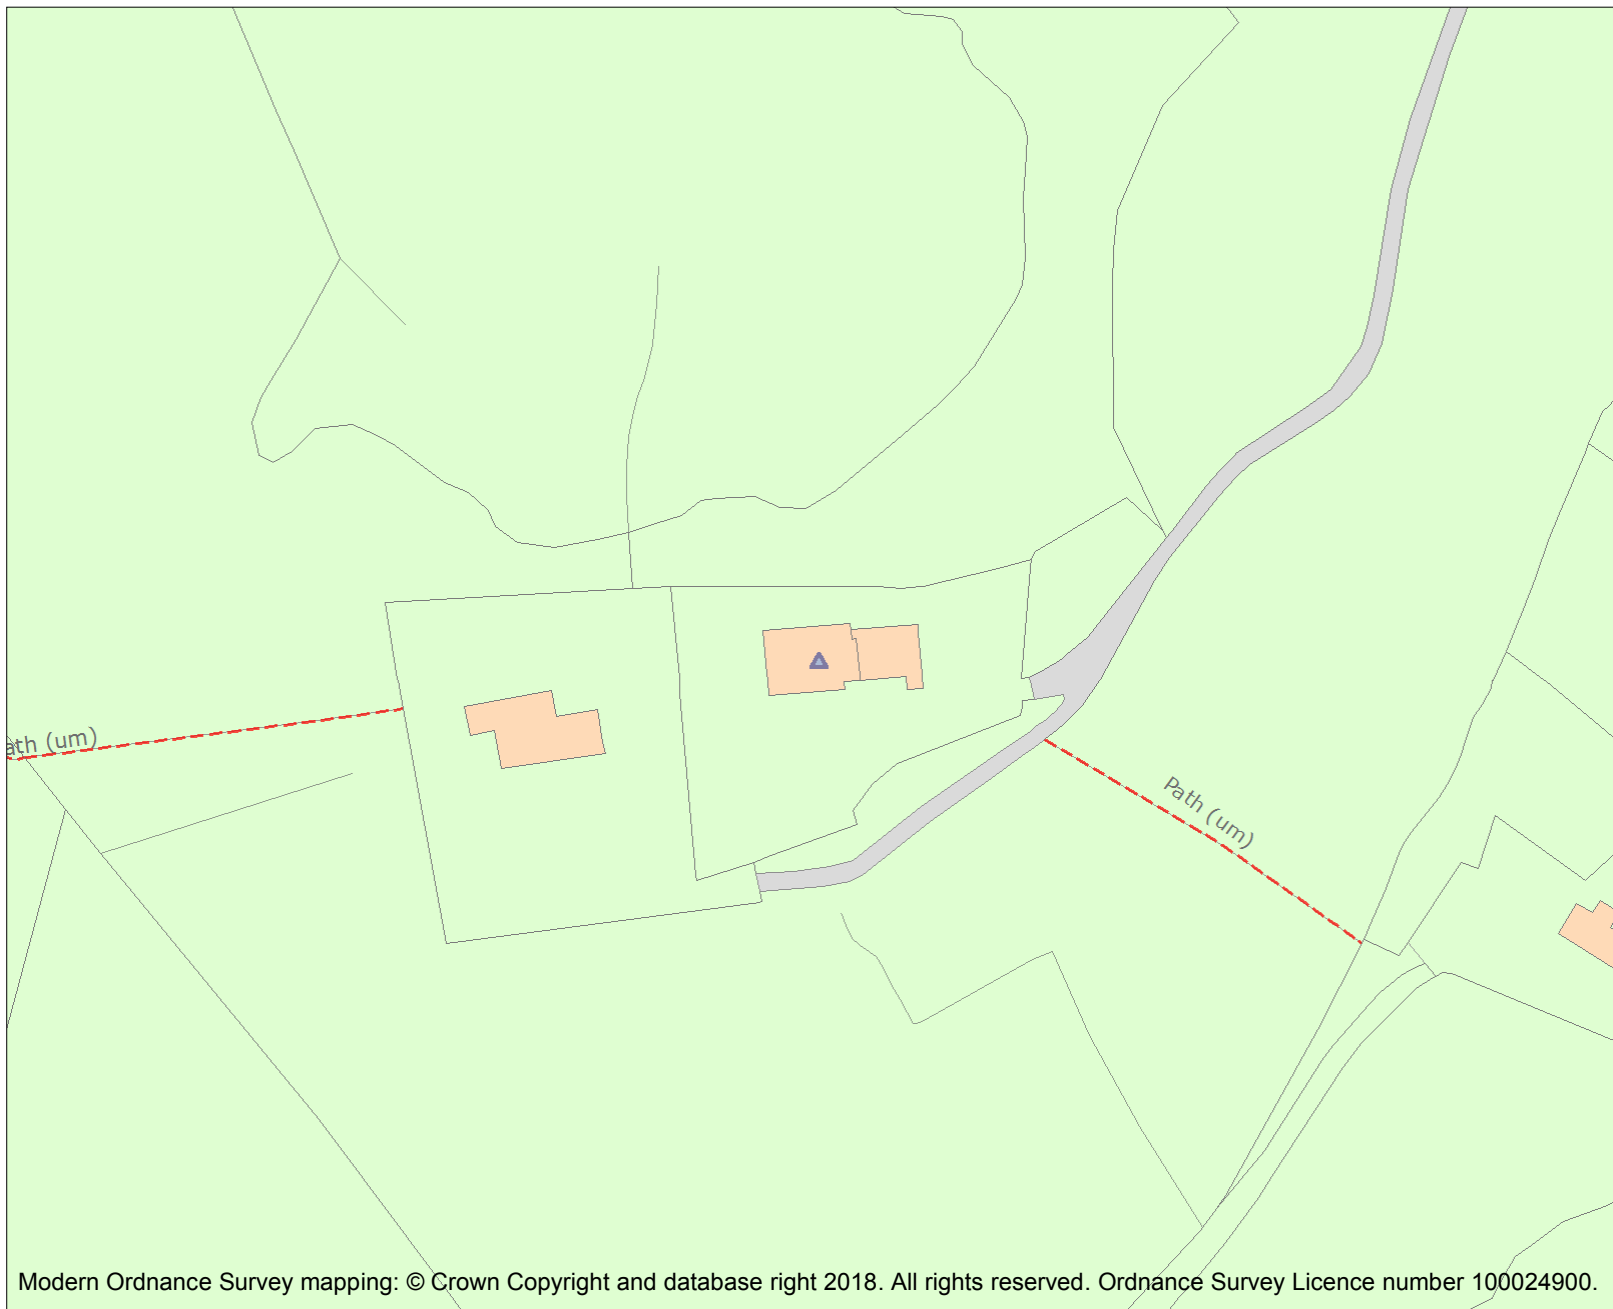 ath (um)
Path (um)
Modern Ordnance Survey mapping: © Crown Copyright and database right 2018. All rights reserved. Ordnance Survey Licence number 100024900.